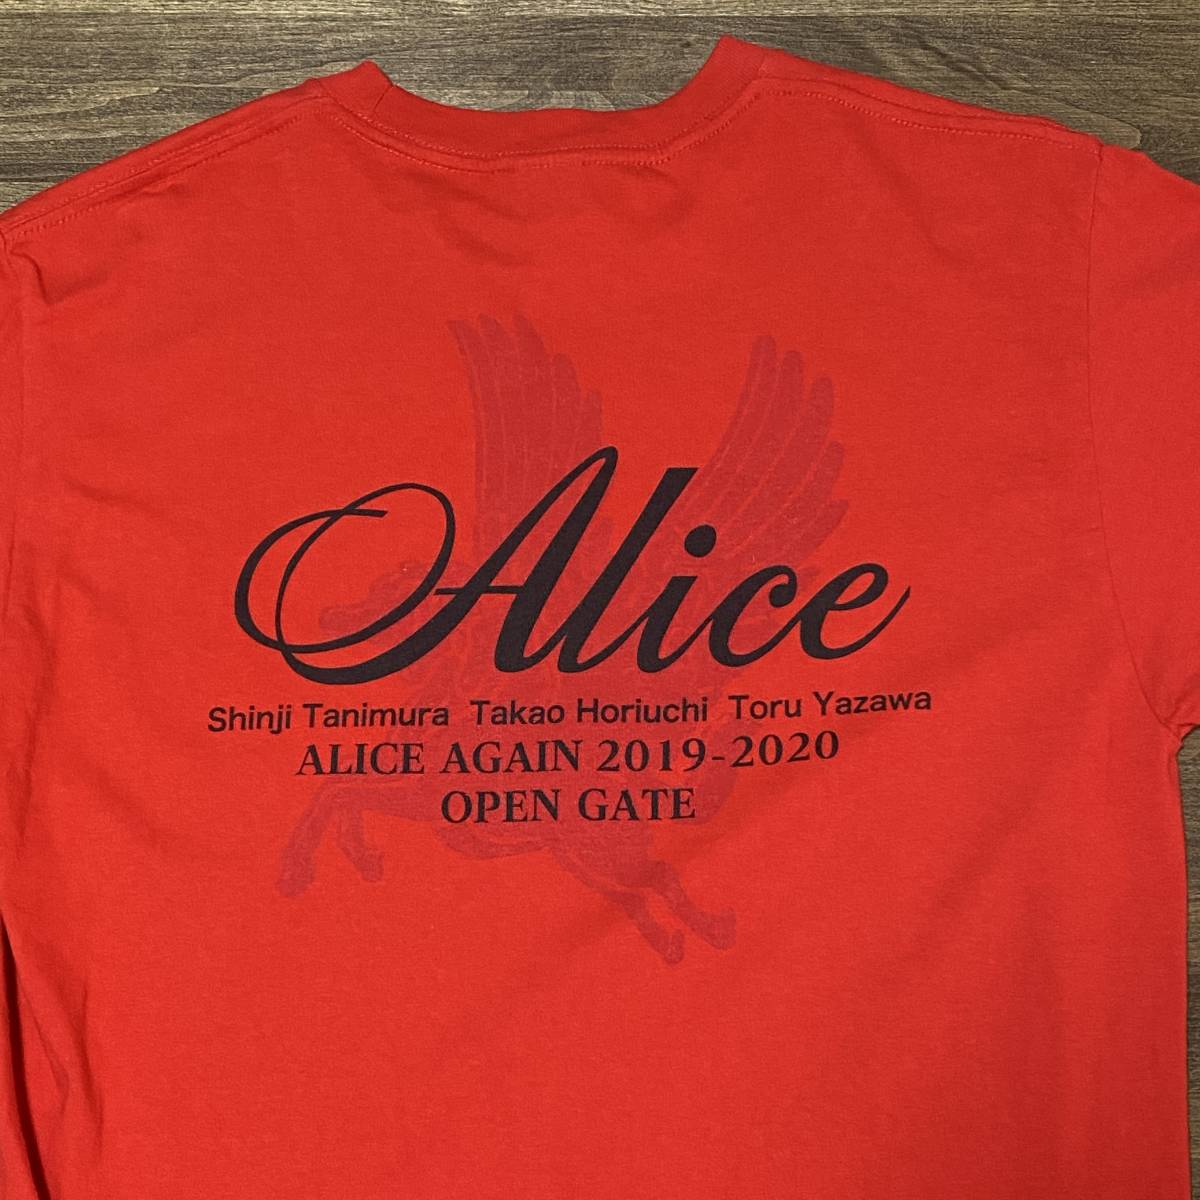 Alice
Shinji Tanimura Takao Horiuchi Toru Yazawa
ALICE AGAIN 2019-2020
OPEN GATE